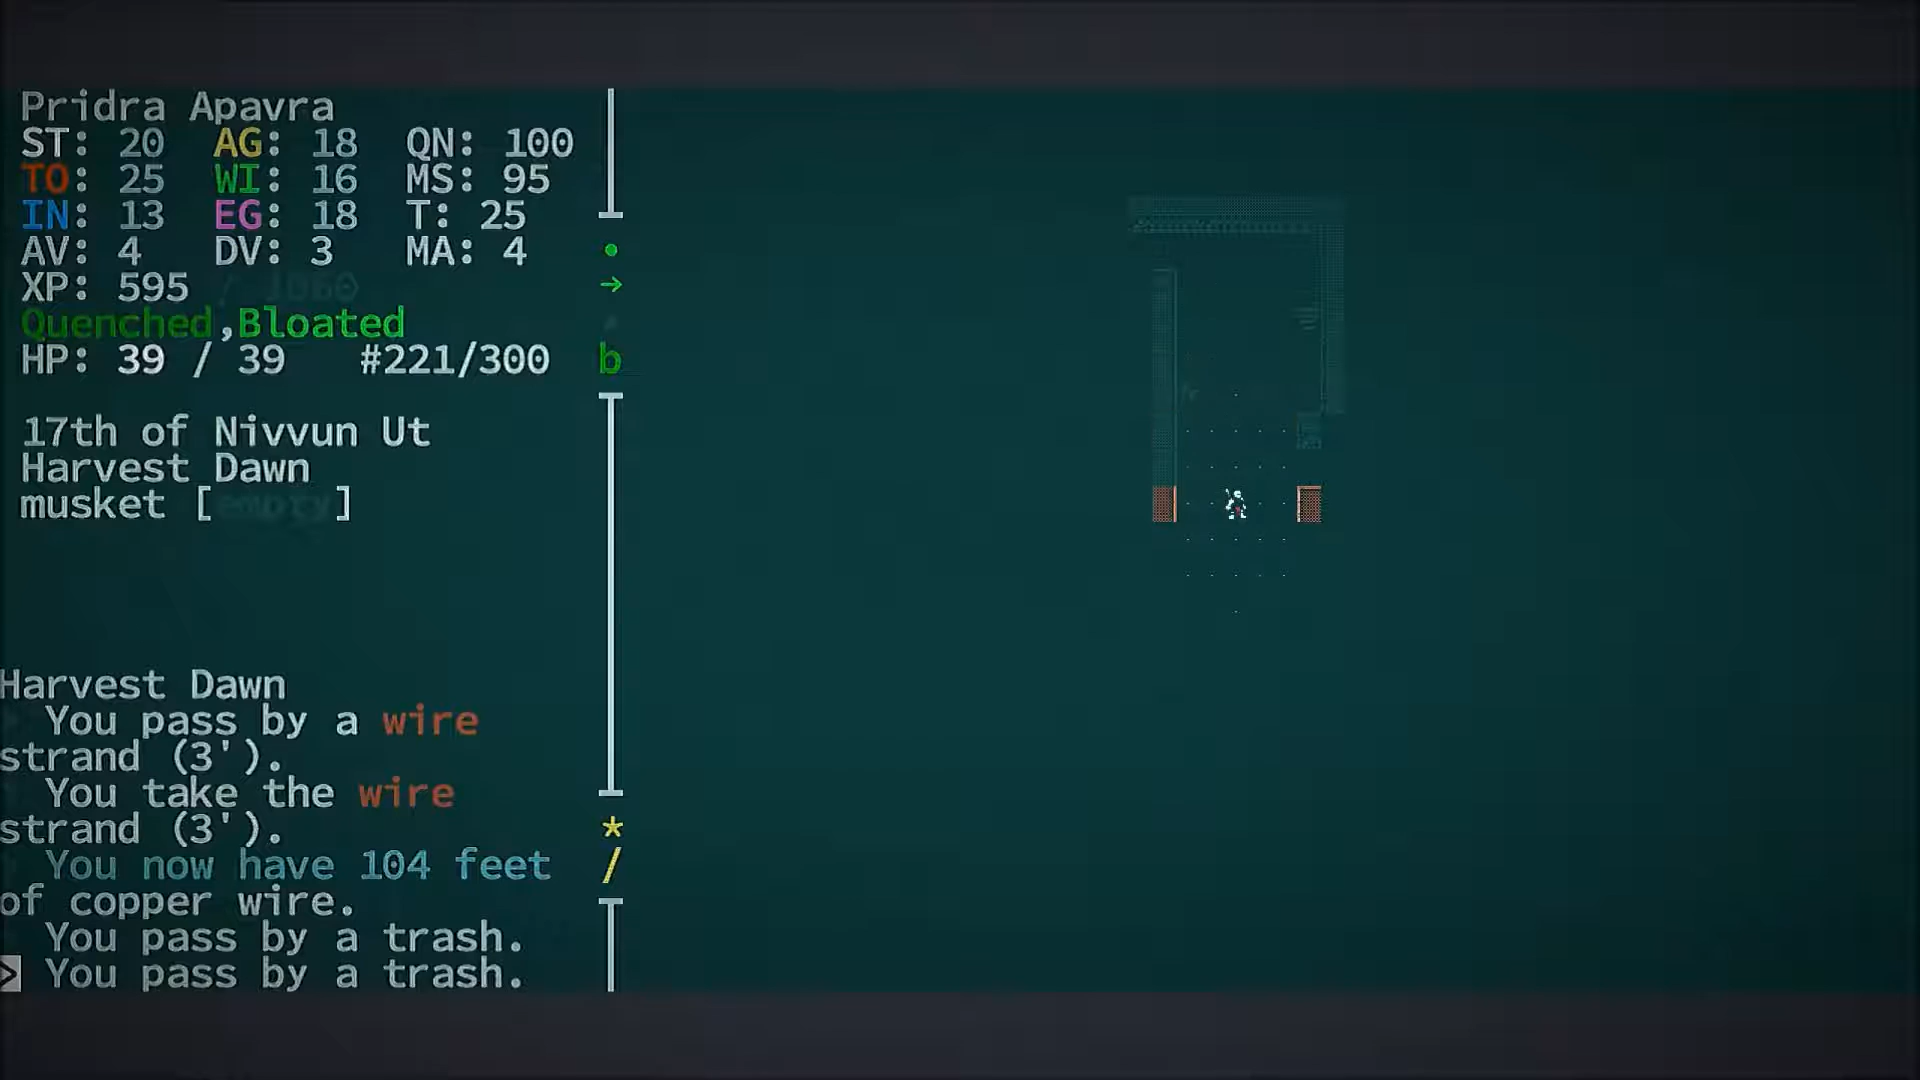 Pridra Apavra
ST: 20 AG: 18 QN: 100
TO: 25 WI: 16 MS: 95
IN: 13 EG: 18 T: 25
AV: 4 DV: 3 MA: 4
XP: 595 / 1060
Quenched,Bloated
HP: 39 / 39 #221/300
b
17th of Nivvun Ut
Harvest Dawn
musket [empty]
Harvest Dawn
You pass by a wire
strand (3').
You take the wire
strand (3').
You now have 104 feet
of copper wire.
You pass by a trash.
> You pass by a trash.
*
/